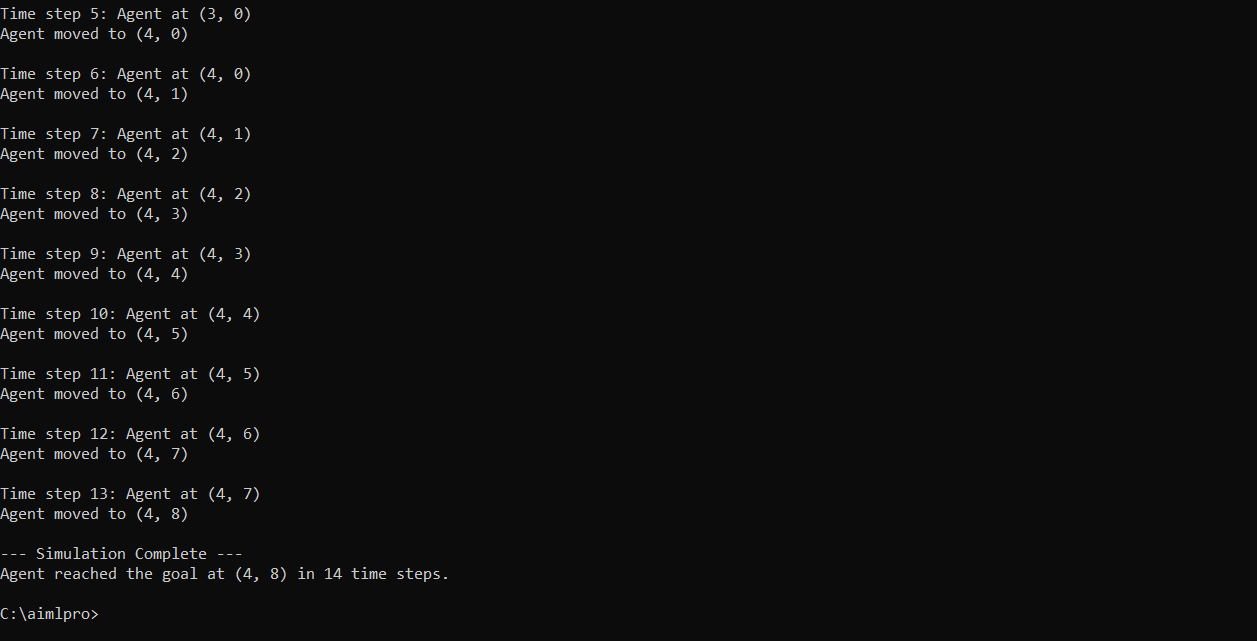 Time step 5: Agent at (3, 0)
Agent moved to (4, 0)
Time step 6: Agent at (4, 0)
Agent moved to (4, 1)
Time step 7: Agent at (4, 1)
Agent moved to (4, 2)
Time step 8: Agent at (4, 2)
Agent moved to (4, 3)
Time step 9: Agent at (4, 3)
Agent moved to (4, 4)
Time step 10: Agent at (4, 4)
Agent moved to (4, 5)
Time step 11: Agent at (4, 5)
Agent moved to (4, 6)
Time step 12: Agent at (4, 6)
Agent moved to (4, 7)
Time step 13: Agent at (4, 7)
Agent moved to (4, 8)
--- Simulation Complete ---
Agent reached the goal at (4, 8) in 14 time steps.
C:\aimlpro>